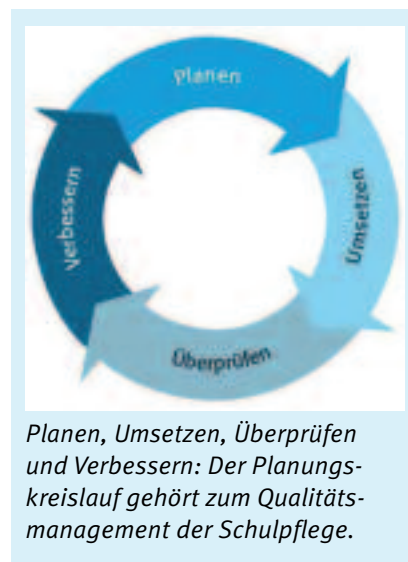 Planen
Umsetzen
Überprüfen
Verbessern
Planen, Umsetzen, Überprüfen
und Verbessern: Der Planungs-
kreislauf gehört zum Qualitäts-
management der Schulpflege.